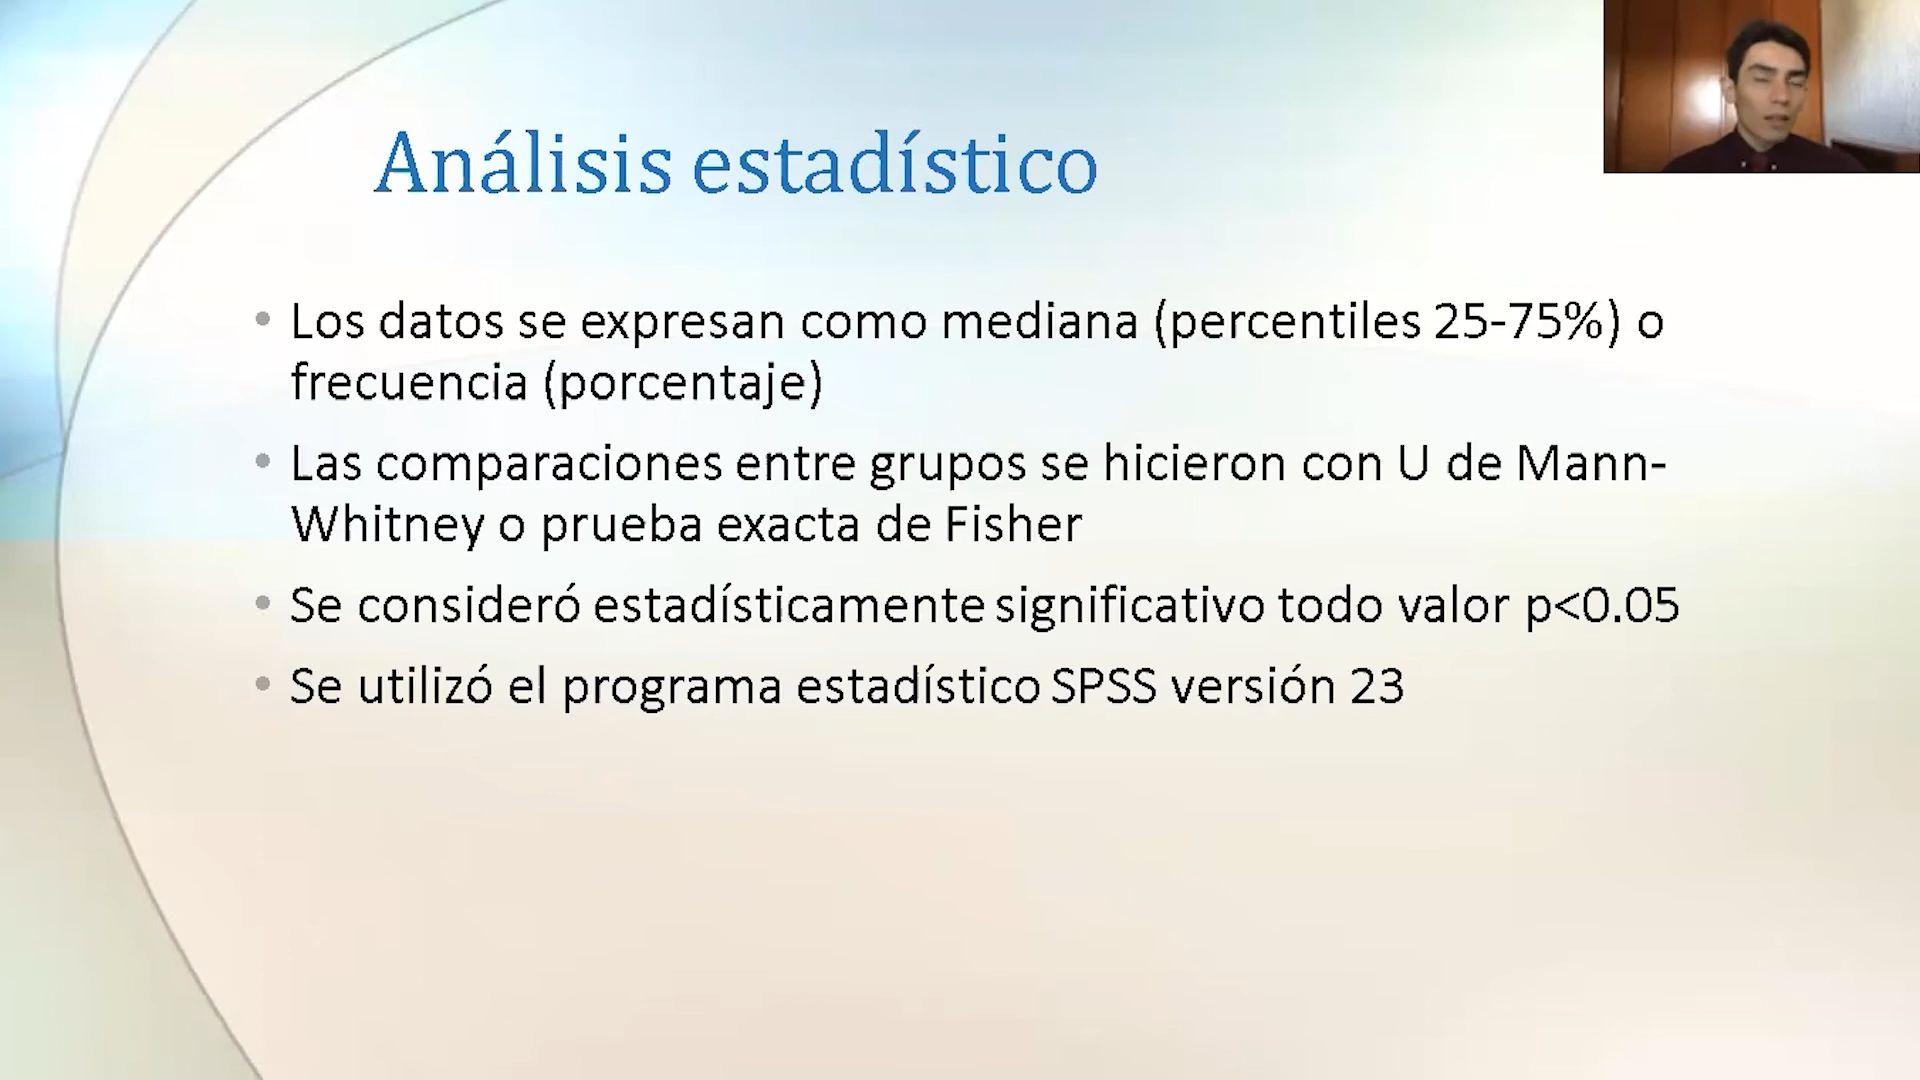 Análisis estadístico
• Los datos se expresan como mediana (percentiles 25-75%) o
frecuencia (porcentaje)
• Las comparaciones entre grupos se hicieron con U de Mann-
Whitney o prueba exacta de Fisher
• Se consideró estadísticamente significativo todo valor p<0.05
• Se utilizó el programa estadístico SPSS versión 23